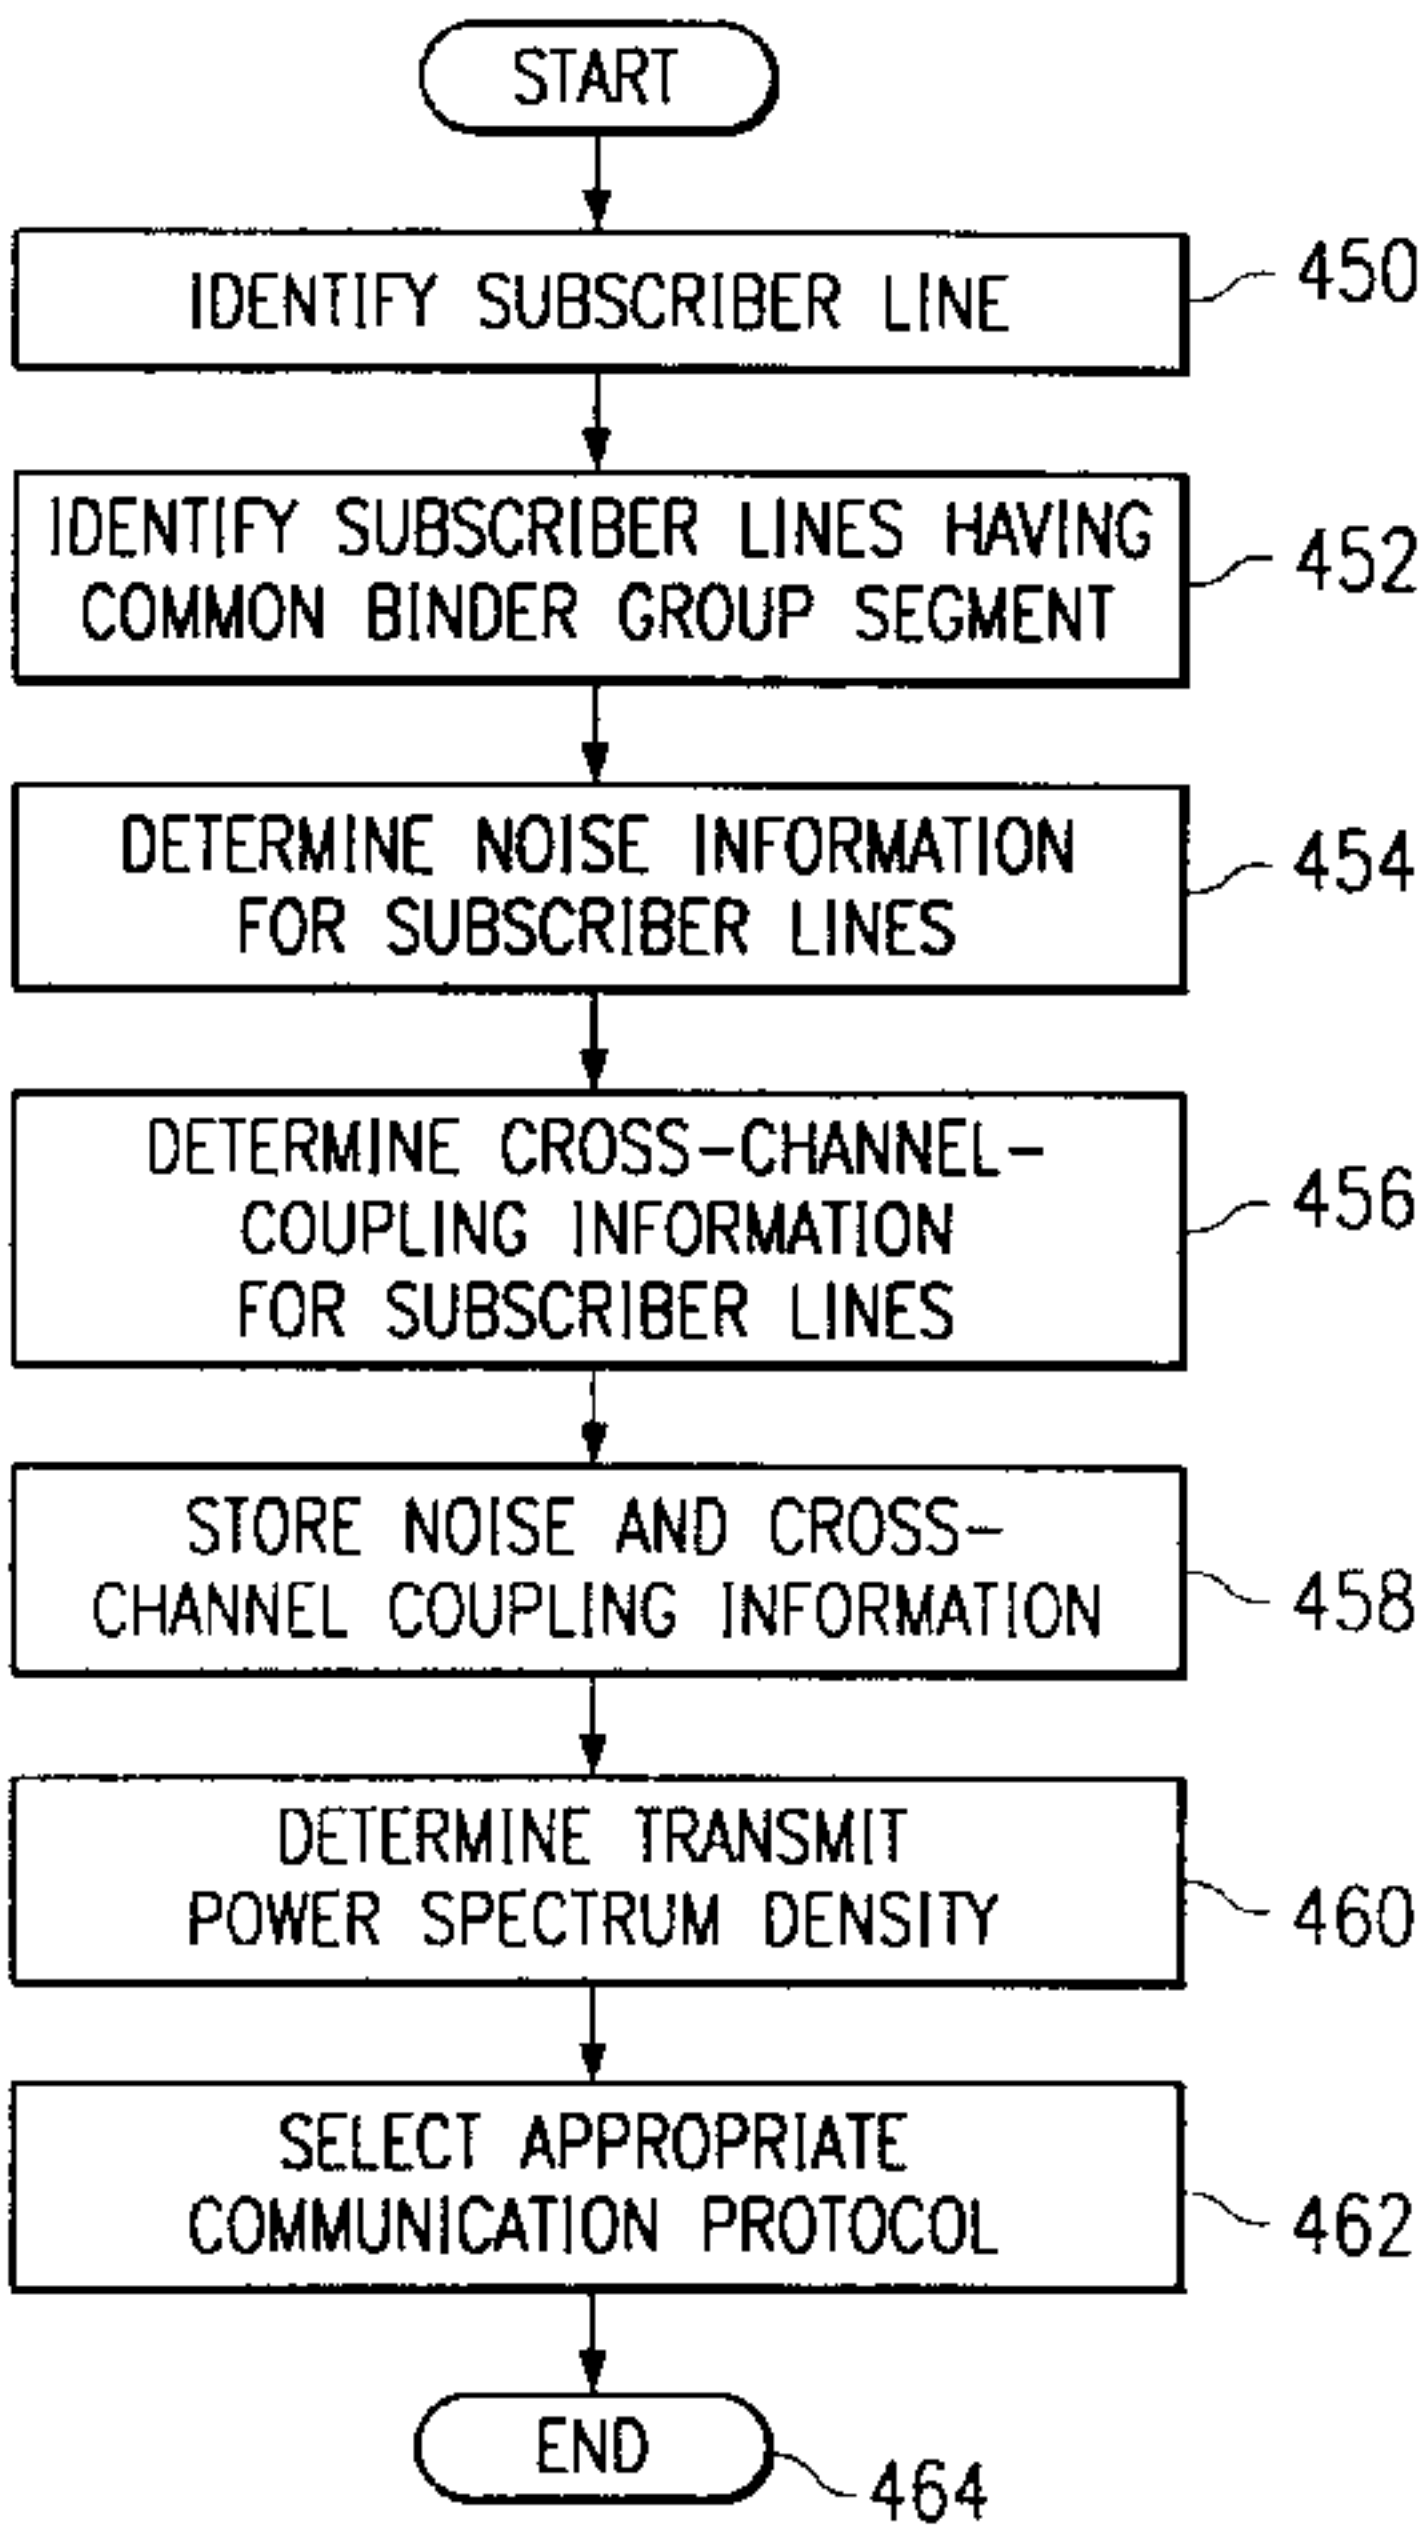 START
IDENTIFY SUBSCRIBER LINE
450
IDENTIFY SUBSCRIBER LINES HAVING
COMMON BINDER GROUP SEGMENT
452
DETERMINE NOISE INFORMATION
FOR SUBSCRIBER LINES
454
DETERMINE CROSS-CHANNEL-
COUPLING INFORMATION
FOR SUBSCRIBER LINES
456
STORE NOISE AND CROSS-
CHANNEL COUPLING INFORMATION
458
DETERMINE TRANSMIT
POWER SPECTRUM DENSITY
460
SELECT APPROPRIATE
COMMUNICATION PROTOCOL
462
END
464